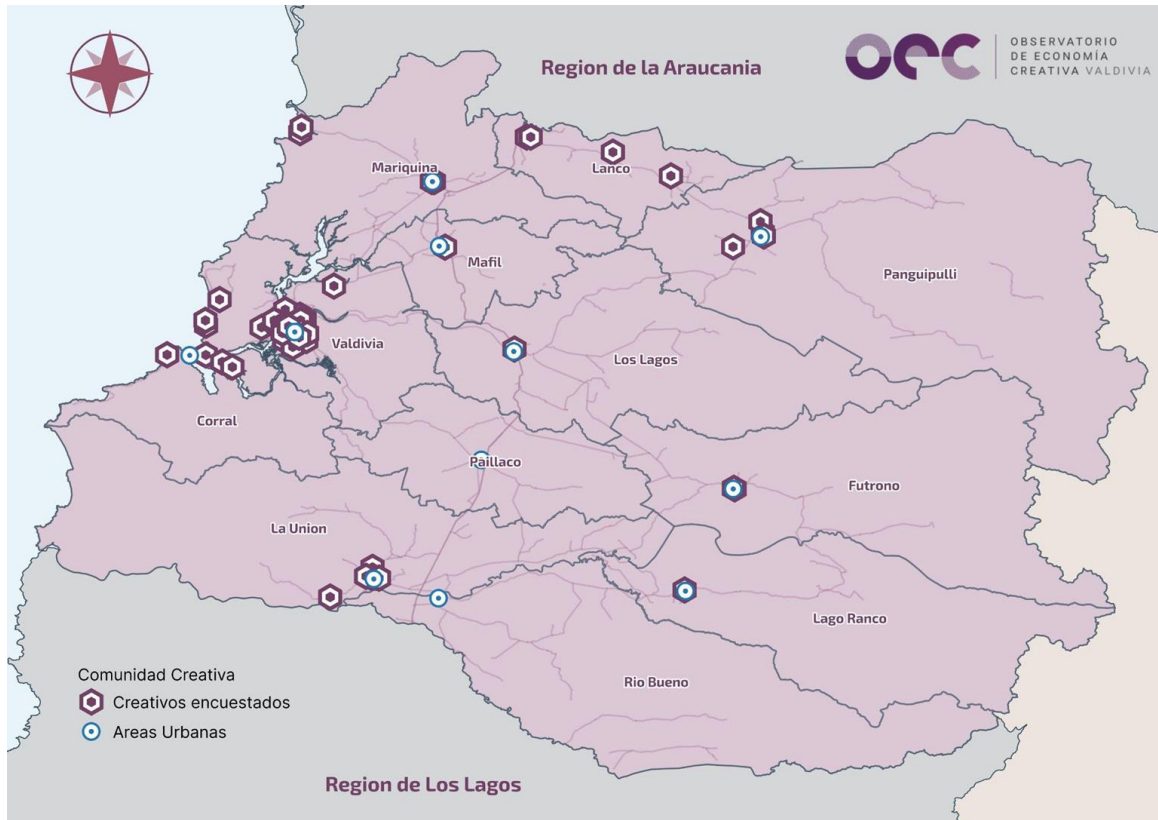 Region de la Araucania
oec
OBSERVATORIO
DE ECONOMÍA
CREATIVA VALDIVIA
Mariquina
Lanco
Mafil
Panguipulli
Valdivia
Los Lagos
Corral
Paillaco
Futrono
La Union
Lago Ranco
Rio Bueno
Comunidad Creativa
Creativos encuestados
Areas Urbanas
Region de Los Lagos